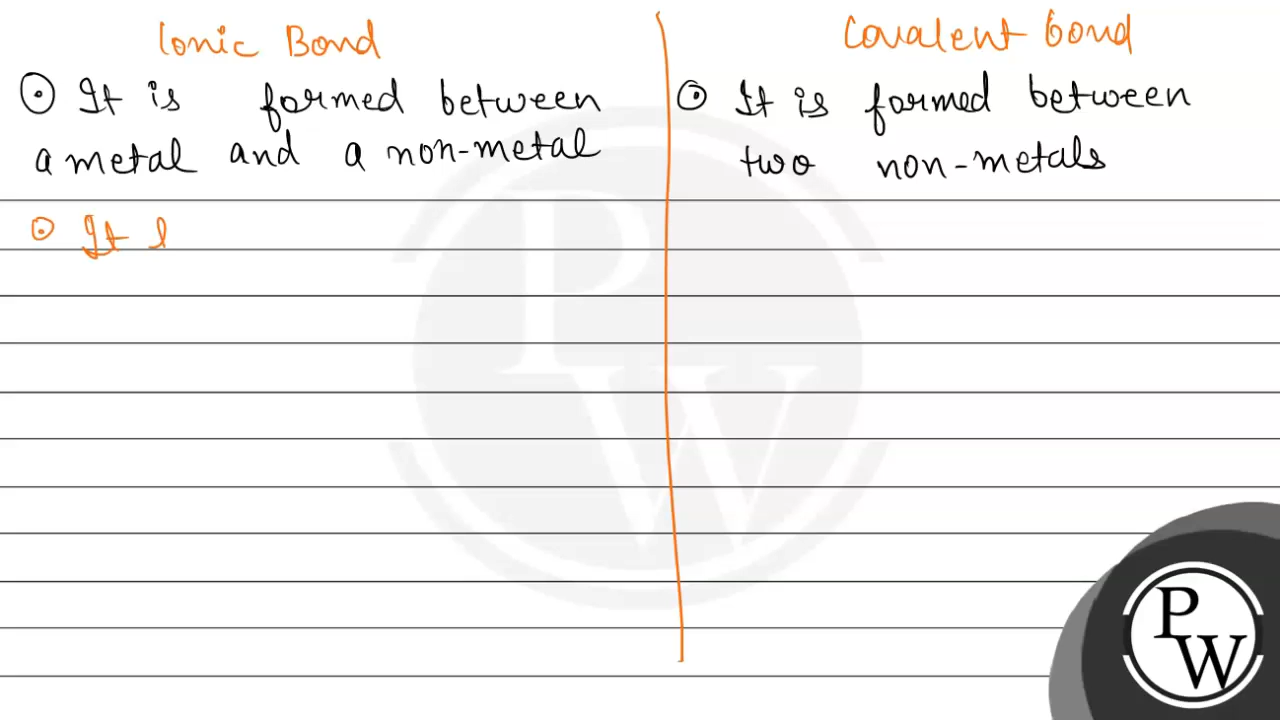 Ionic Bond
⊙ It is formed between
a metal and a non-metal
⊙ It
Covalent bond
⊙ It is formed between
two non-metals
PW
PW